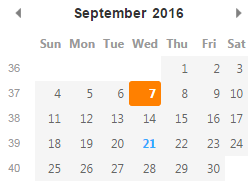 September 2016
Sun Mon Tue Wed Thu Fri Sat
36 1 2 3
37 4 5 6 7 8 9 10
38 11 12 13 14 15 16 17
39 18 19 20 21 22 23 24
40 25 26 27 28 29 30